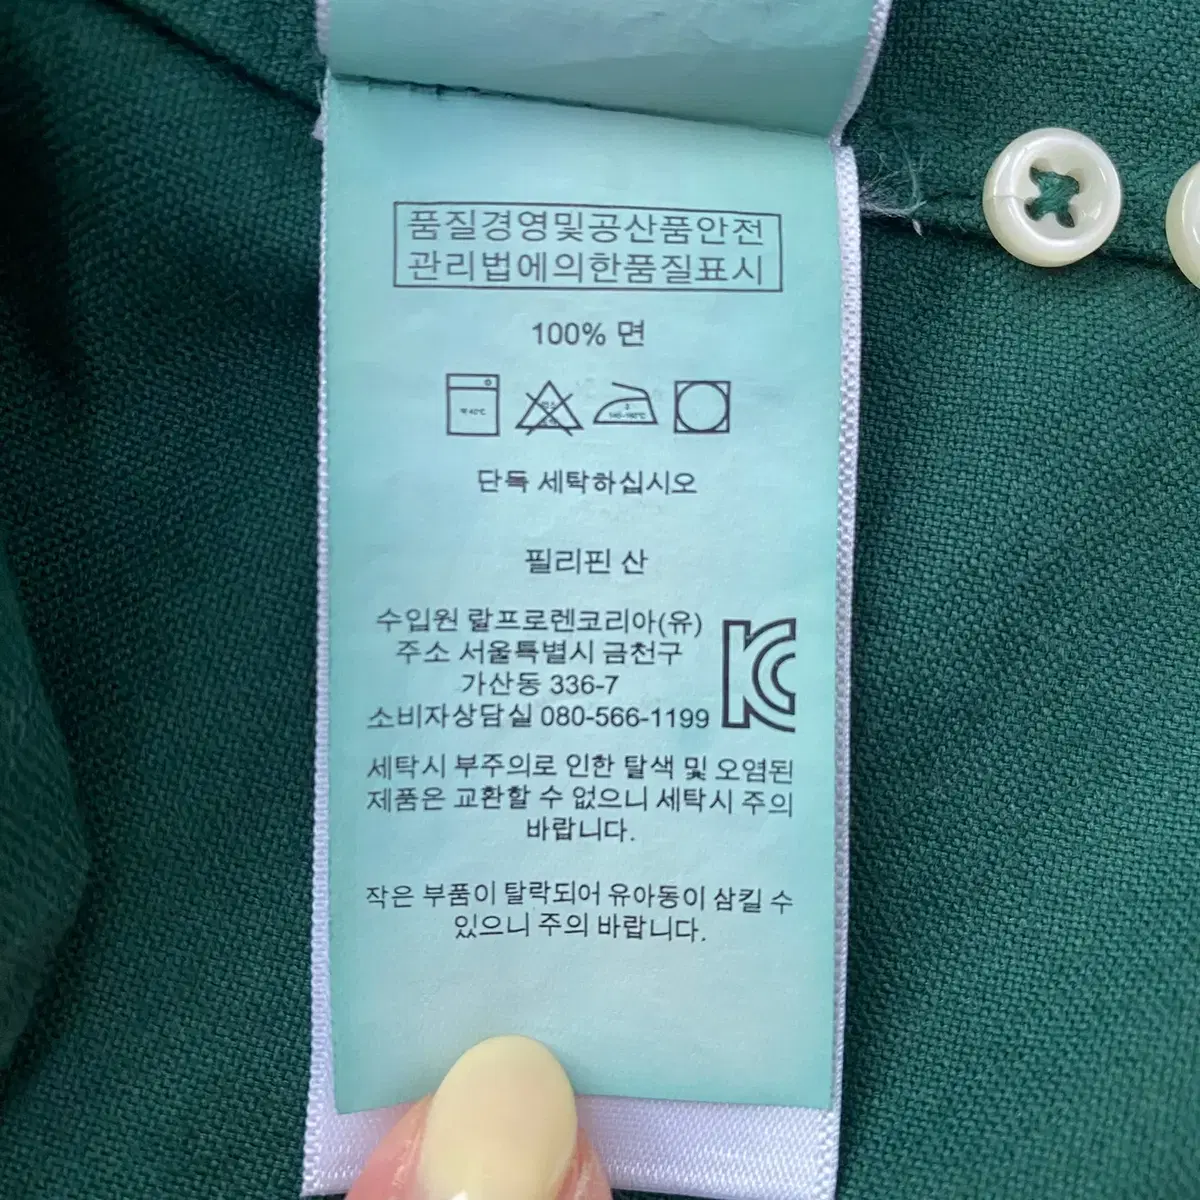 품질경영및공산품안전
관리법에의한품질표시
100% 면
약 40℃
3
140~160℃
단독 세탁하십시오
필리핀 산
수입원 랄프로렌코리아(유)
주소 서울특별시 금천구
가산동 336-7
소비자상담실 080-566-1199
세탁시 부주의로 인한 탈색 및 오염된
제품은 교환할 수 없으니 세탁시 주의
바랍니다.
작은 부품이 탈락되어 유아동이 삼킬 수
있으니 주의 바랍니다.